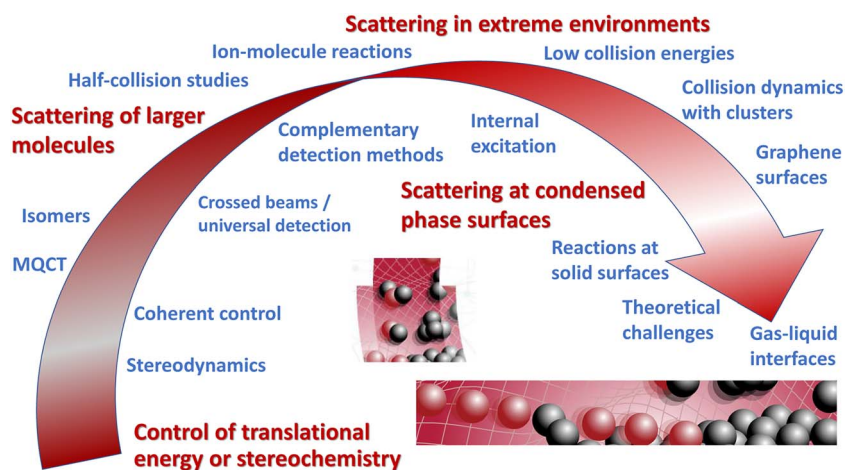 Scattering in extreme environments
Ion-molecule reactions
Low collision energies
Half-collision studies
Collision dynamics
with clusters
Scattering of larger
molecules
Complementary
detection methods
Internal
excitation
Graphene
surfaces
Scattering at condensed
phase surfaces
Isomers
Crossed beams /
universal detection
MQCT
Reactions at
solid surfaces
Coherent control
Theoretical
challenges
Gas-liquid
interfaces
Stereodynamics
Control of translational
energy or stereochemistry